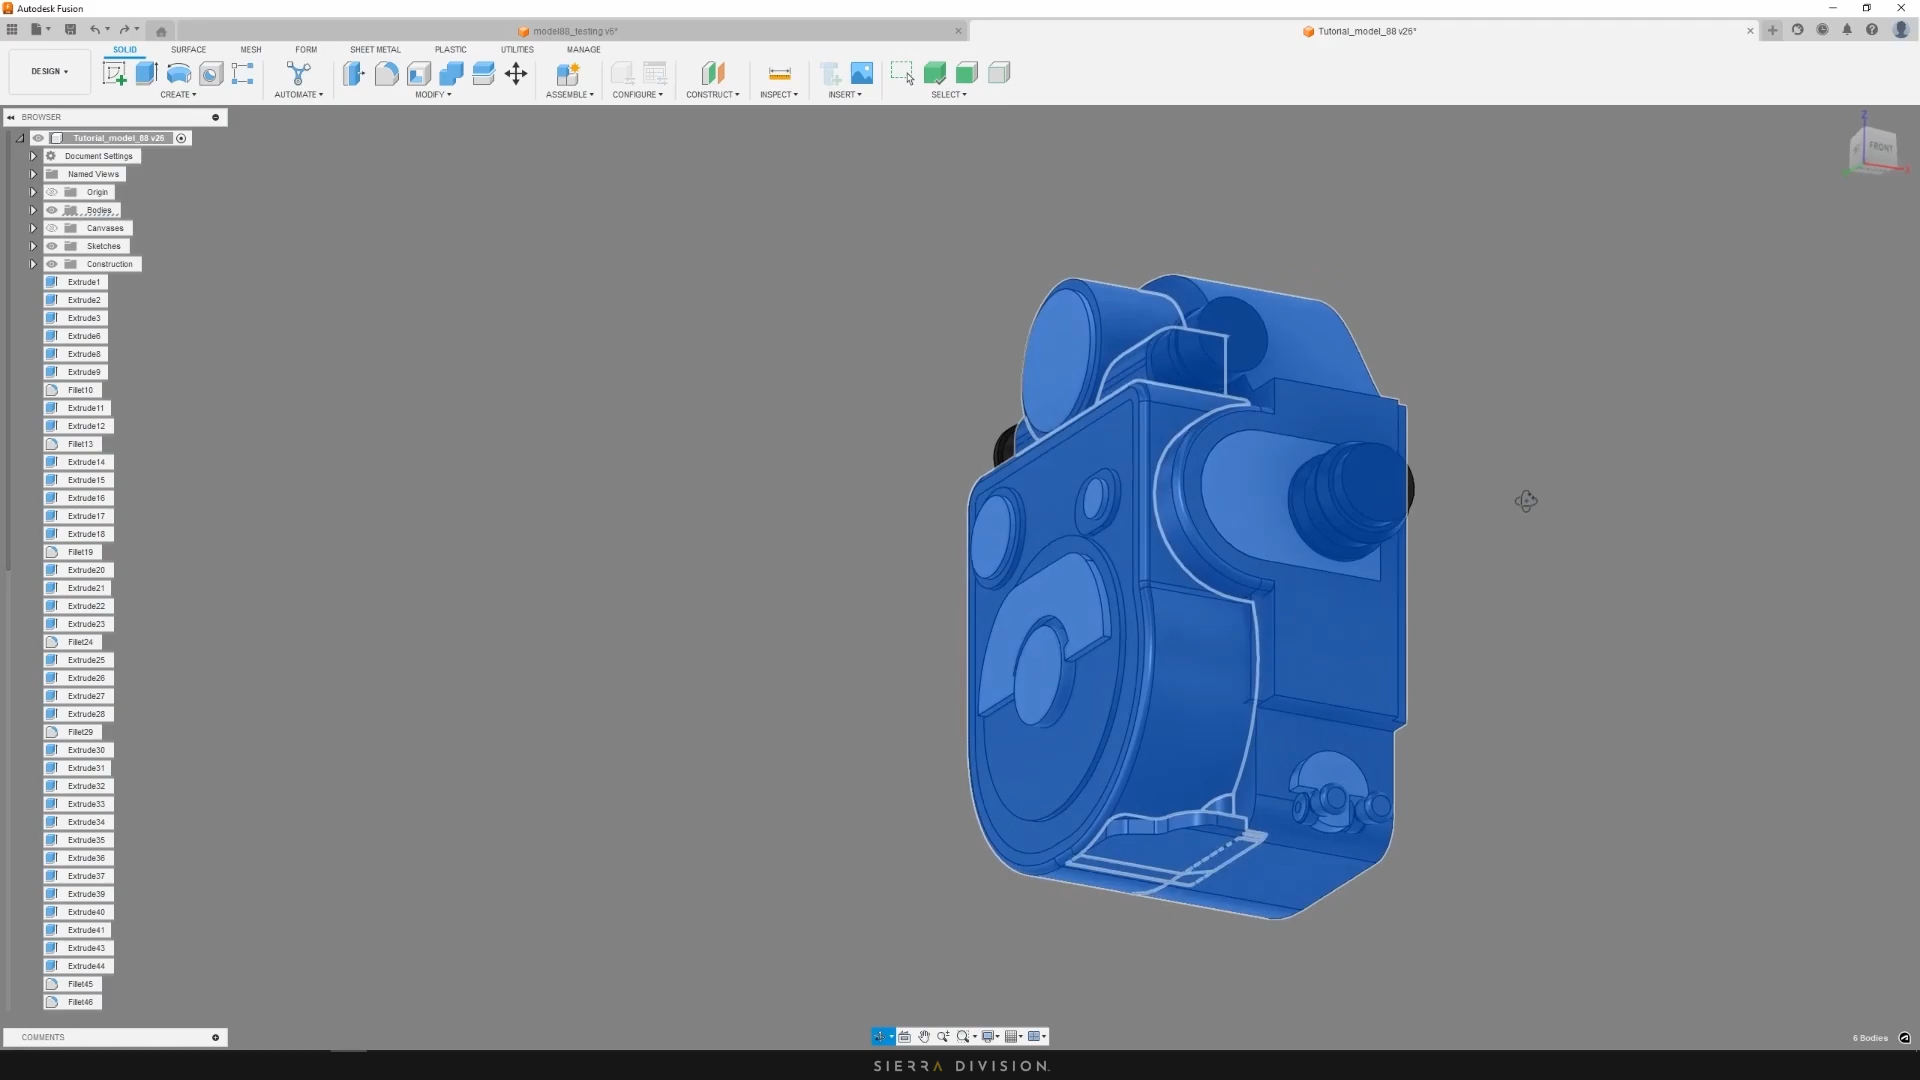 Autodesk Fusion
model88_testing v6*
Tutorial_model_88 v26*
DESIGN
SOLID SURFACE MESH FORM SHEET METAL PLASTIC UTILITIES MANAGE
CREATE AUTOMATE MODIFY ASSEMBLE CONFIGURE CONSTRUCT INSPECT INSERT SELECT
BROWSER
Tutorial_model_88 v26
Document Settings
Named Views
Origin
Bodies
Canvases
Sketches
Construction
Extrude1
Extrude2
Extrude3
Extrude6
Extrude8
Extrude9
Fillet10
Extrude11
Extrude12
Fillet13
Extrude14
Extrude15
Extrude16
Extrude17
Extrude18
Fillet19
Extrude20
Extrude21
Extrude22
Extrude23
Fillet24
Extrude25
Extrude26
Extrude27
Extrude28
Fillet29
Extrude30
Extrude31
Extrude32
Extrude33
Extrude34
Extrude35
Extrude36
Extrude37
Extrude39
Extrude40
Extrude41
Extrude43
Extrude44
Fillet45
Fillet46
Z
FRONT
X
COMMENTS
6 Bodies
SIERRA DIVISION